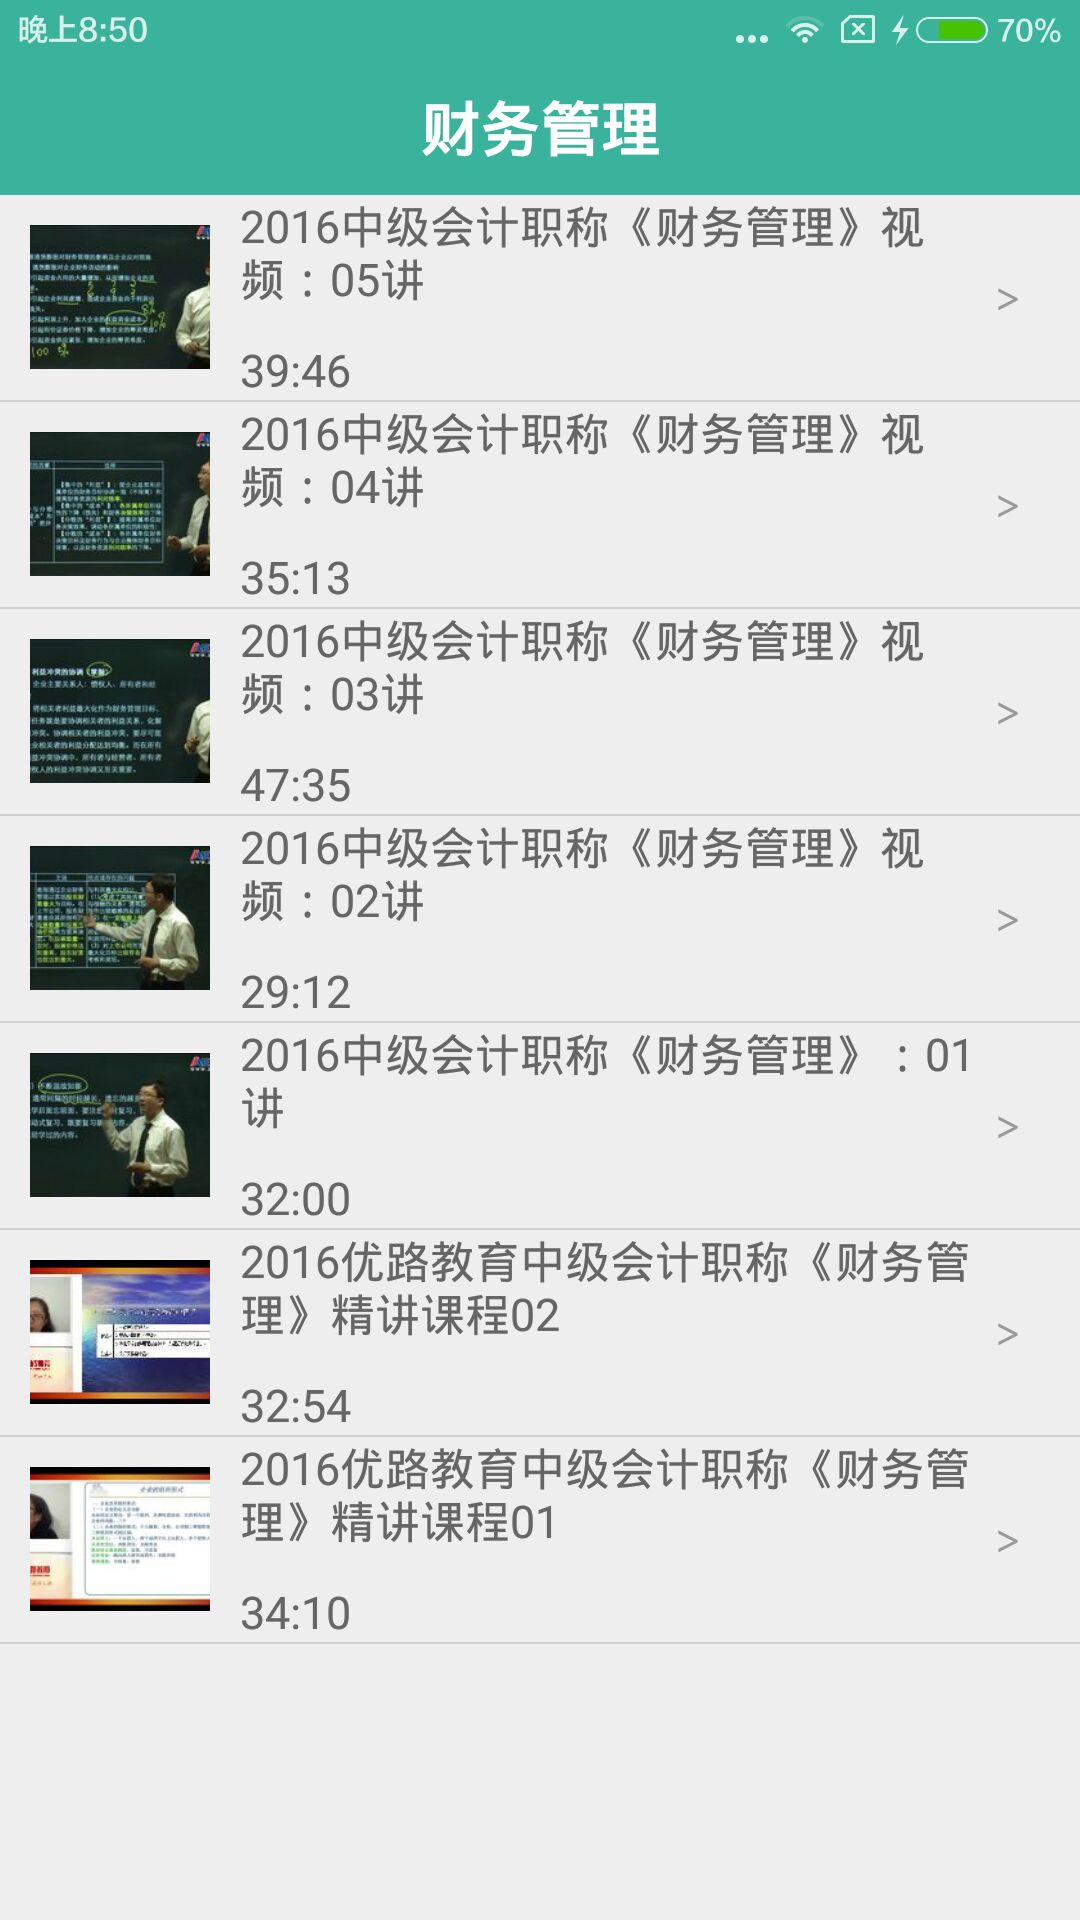 晚上8:50
70%
财务管理
2016中级会计职称《财务管理》视
频：05讲
>
39:46
2016中级会计职称《财务管理》视
频：04讲
>
35:13
2016中级会计职称《财务管理》视
频：03讲
>
47:35
2016中级会计职称《财务管理》视
频：02讲
>
29:12
2016中级会计职称《财务管理》：01
讲
>
32:00
2016优路教育中级会计职称《财务管
理》精讲课程02
>
32:54
2016优路教育中级会计职称《财务管
理》精讲课程01
>
34:10